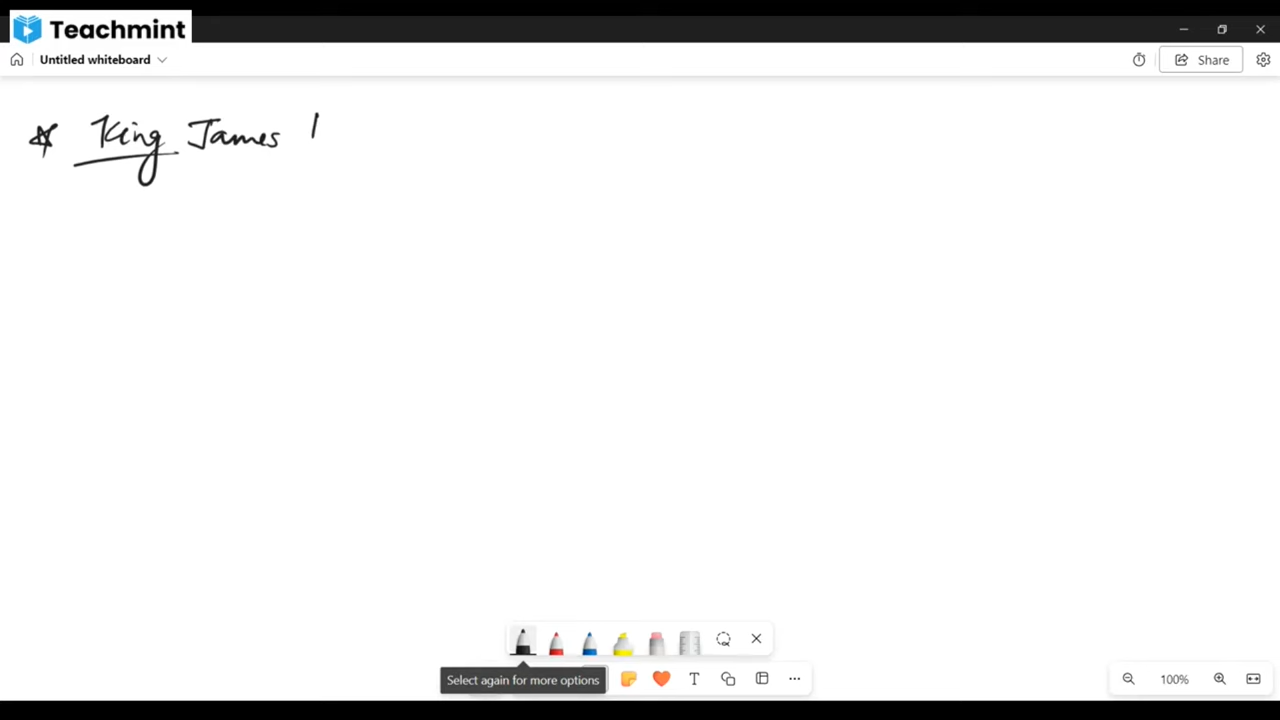 Teachmint
Untitled whiteboard
Share
King James I
Select again for more options
100%